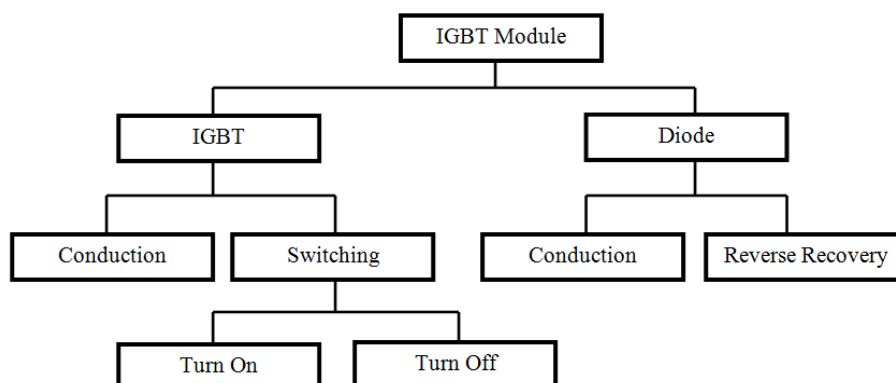 IGBT Module
IGBT
Diode
Conduction
Switching
Conduction
Reverse Recovery
Turn On
Turn Off